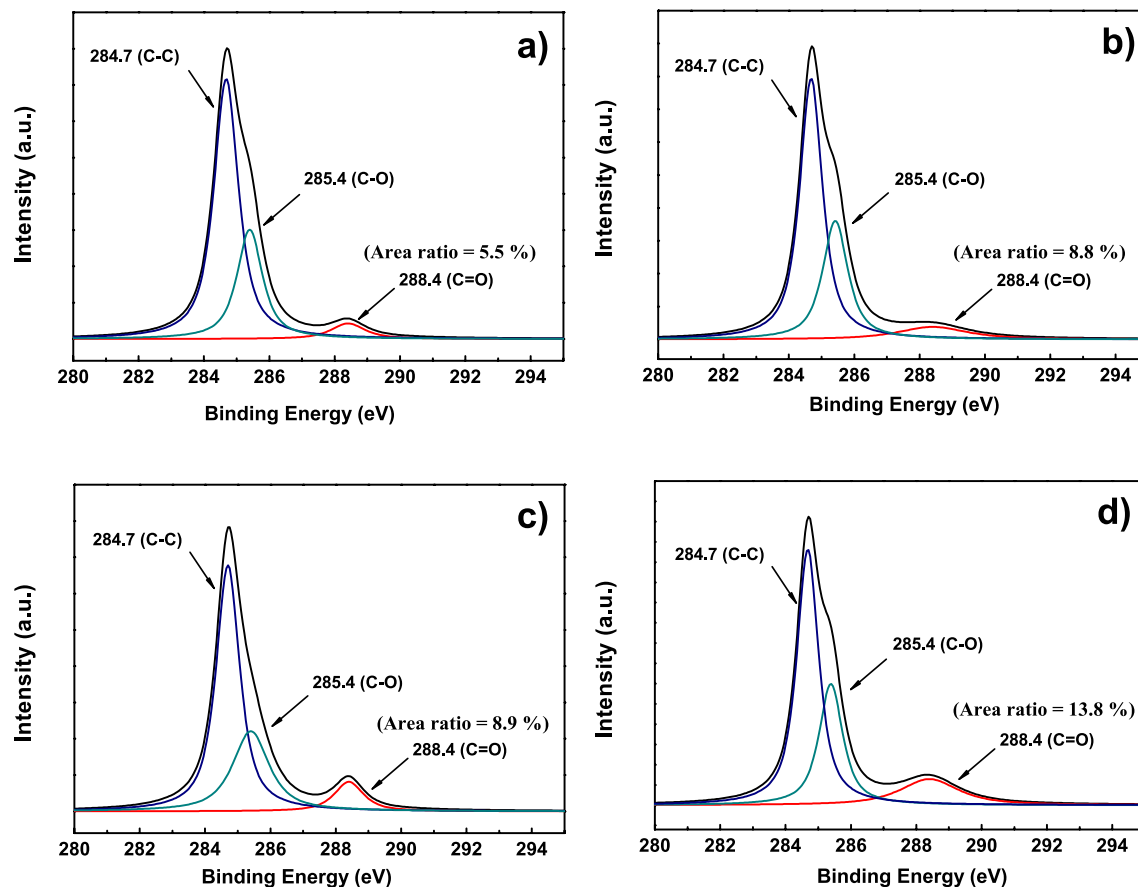 a)
284.7 (C-C)
285.4 (C-O)
(Area ratio = 5.5 %)
288.4 (C=O)
Intensity (a.u.)
280 282 284 286 288 290 292 294
Binding Energy (eV)
b)
284.7 (C-C)
285.4 (C-O)
(Area ratio = 8.8 %)
288.4 (C=O)
Intensity (a.u.)
280 282 284 286 288 290 292 294
Binding Energy (eV)
c)
284.7 (C-C)
285.4 (C-O)
(Area ratio = 8.9 %)
288.4 (C=O)
Intensity (a.u.)
280 282 284 286 288 290 292 294
Binding Energy (eV)
d)
284.7 (C-C)
285.4 (C-O)
(Area ratio = 13.8 %)
288.4 (C=O)
Intensity (a.u.)
280 282 284 286 288 290 292 294
Binding Energy (eV)